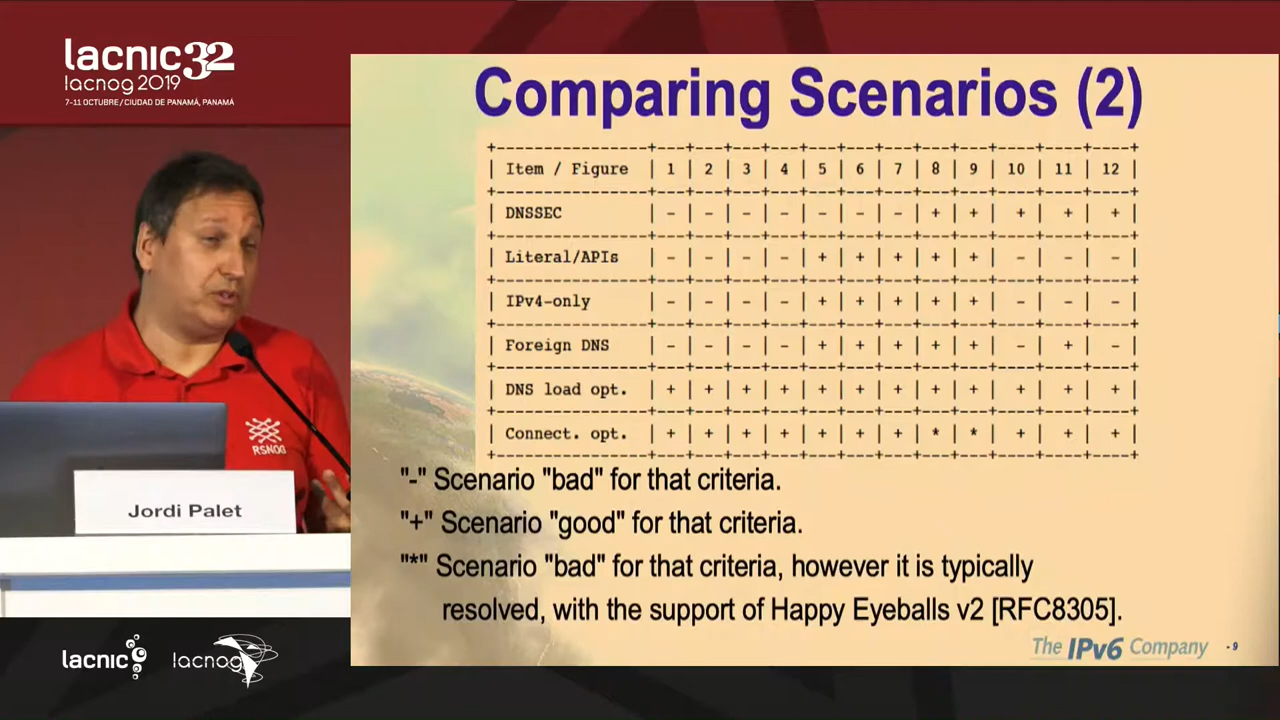 lacnic 32
lacnog 2019
7-11 OCTUBRE / CIUDAD DE PANAMÁ, PANAMÁ
Comparing Scenarios (2)
+---------------+---+---+---+---+---+---+---+---+---+----+----+----+
| Item / Figure | 1 | 2 | 3 | 4 | 5 | 6 | 7 | 8 | 9 | 10 | 11 | 12 |
+---------------+---+---+---+---+---+---+---+---+---+----+----+----+
| DNSSEC | - | - | - | - | - | - | - | + | + | + | + | + |
+---------------+---+---+---+---+---+---+---+---+---+----+----+----+
| Literal/APIs | - | - | - | - | + | + | + | + | + | - | - | - |
+---------------+---+---+---+---+---+---+---+---+---+----+----+----+
| IPv4-only | - | - | - | - | + | + | + | + | + | - | - | - |
+---------------+---+---+---+---+---+---+---+---+---+----+----+----+
| Foreign DNS | - | - | - | - | + | + | + | + | + | - | + | - |
+---------------+---+---+---+---+---+---+---+---+---+----+----+----+
| DNS load opt. | + | + | + | + | + | + | + | + | + | + | + | + |
+---------------+---+---+---+---+---+---+---+---+---+----+----+----+
| Connect. opt. | + | + | + | + | + | + | + | * | * | + | + | + |
+---------------+---+---+---+---+---+---+---+---+---+----+----+----+
"-" Scenario "bad" for that criteria.
"+" Scenario "good" for that criteria.
"*" Scenario "bad" for that criteria, however it is typically
resolved, with the support of Happy Eyeballs v2 [RFC8305].
The IPv6 Company - 9
RSNOG
Jordi Palet
lacnic lacnog